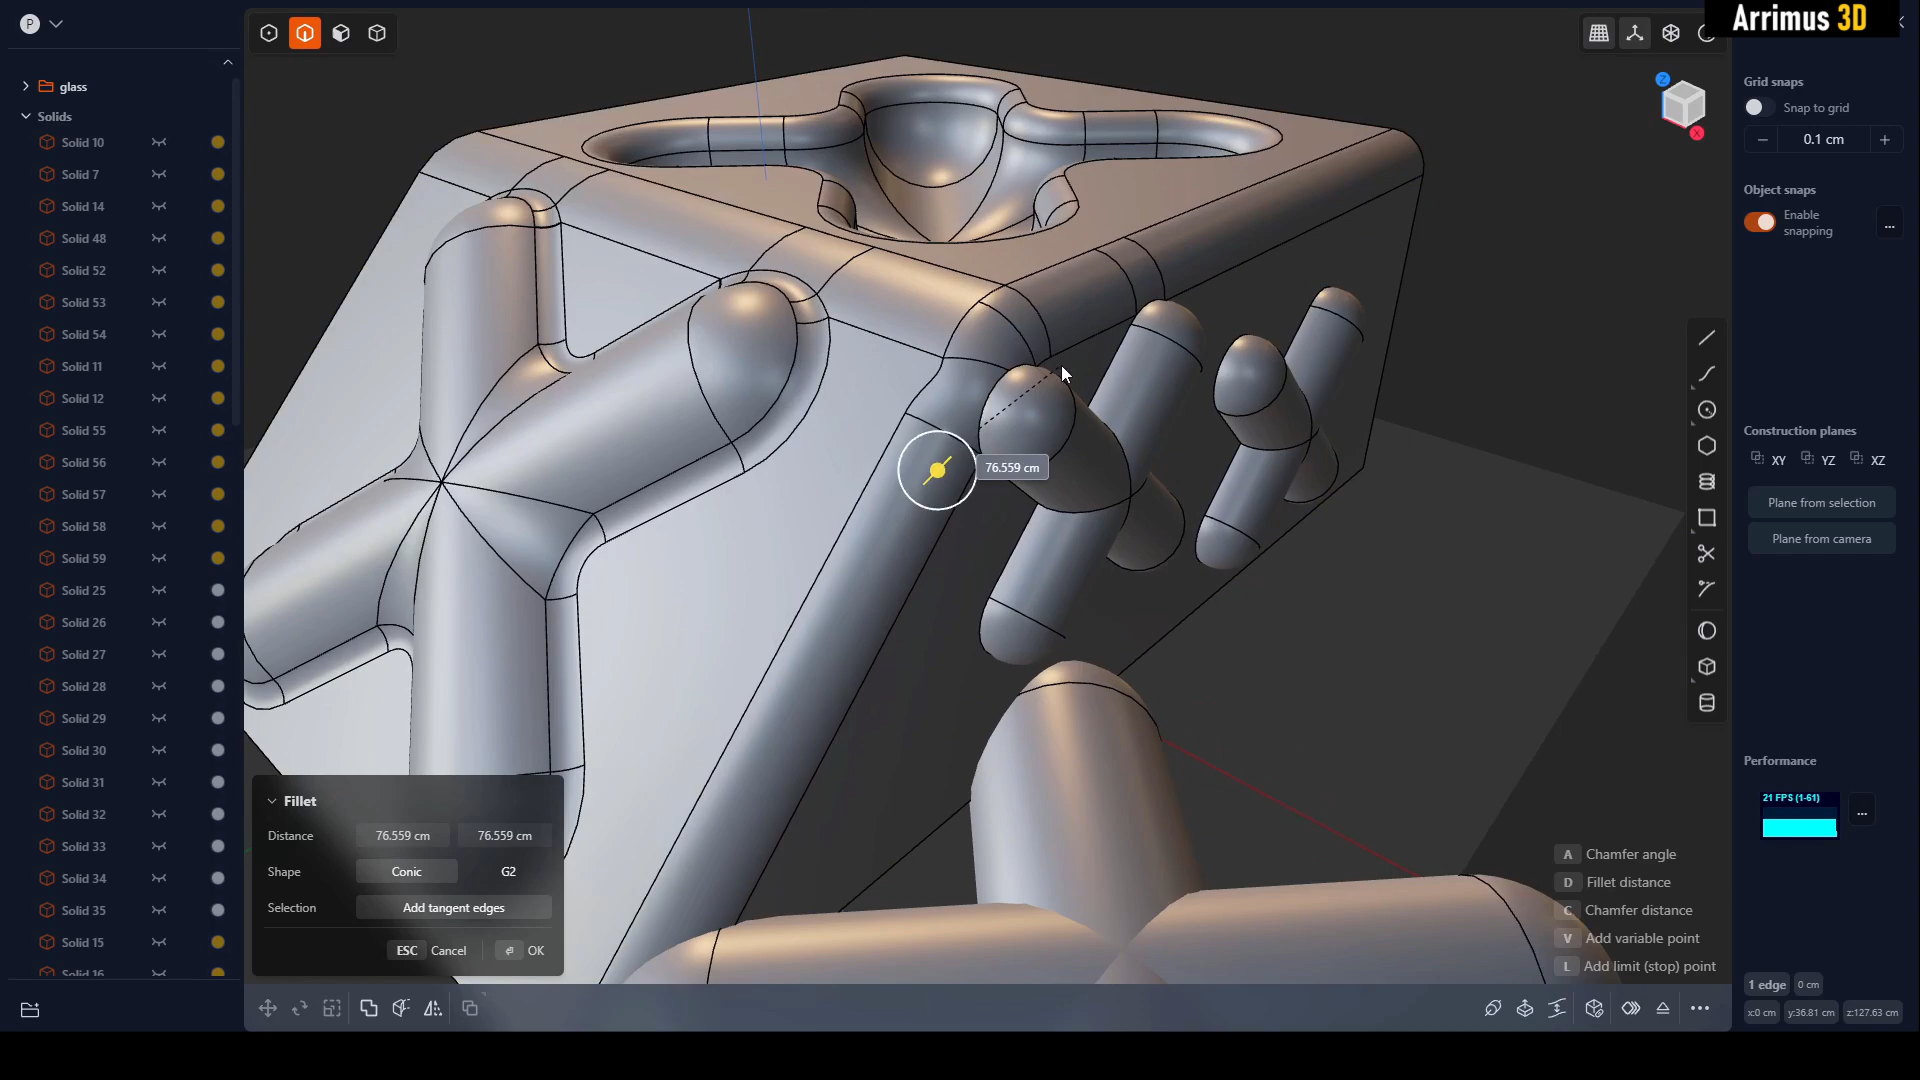 P
Arrimus 3D
glass
Solids
Solid 10
Solid 7
Solid 14
Solid 48
Solid 52
Solid 53
Solid 54
Solid 11
Solid 12
Solid 55
Solid 56
Solid 57
Solid 58
Solid 59
Solid 25
Solid 26
Solid 27
Solid 28
Solid 29
Solid 30
Solid 31
Solid 32
Solid 33
Solid 34
Solid 35
Solid 15
Solid 16
Z
X
76.559 cm
Fillet
Distance 76.559 cm 76.559 cm
Shape Conic G2
Selection Add tangent edges
ESC Cancel OK
A Chamfer angle
D Fillet distance
C Chamfer distance
V Add variable point
L Add limit (stop) point
Grid snaps
Snap to grid
0.1 cm
Object snaps
Enable snapping
...
Construction planes
XY YZ XZ
Plane from selection
Plane from camera
Performance
21 FPS (1-61)
...
1 edge 0 cm
x:0 cm y:36.81 cm z:127.63 cm